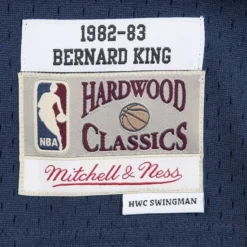 1982-83
BERNARD KING
HARDWOOD
NBA
CLASSICS
Mitchell & Ness
HWC SWINGMAN